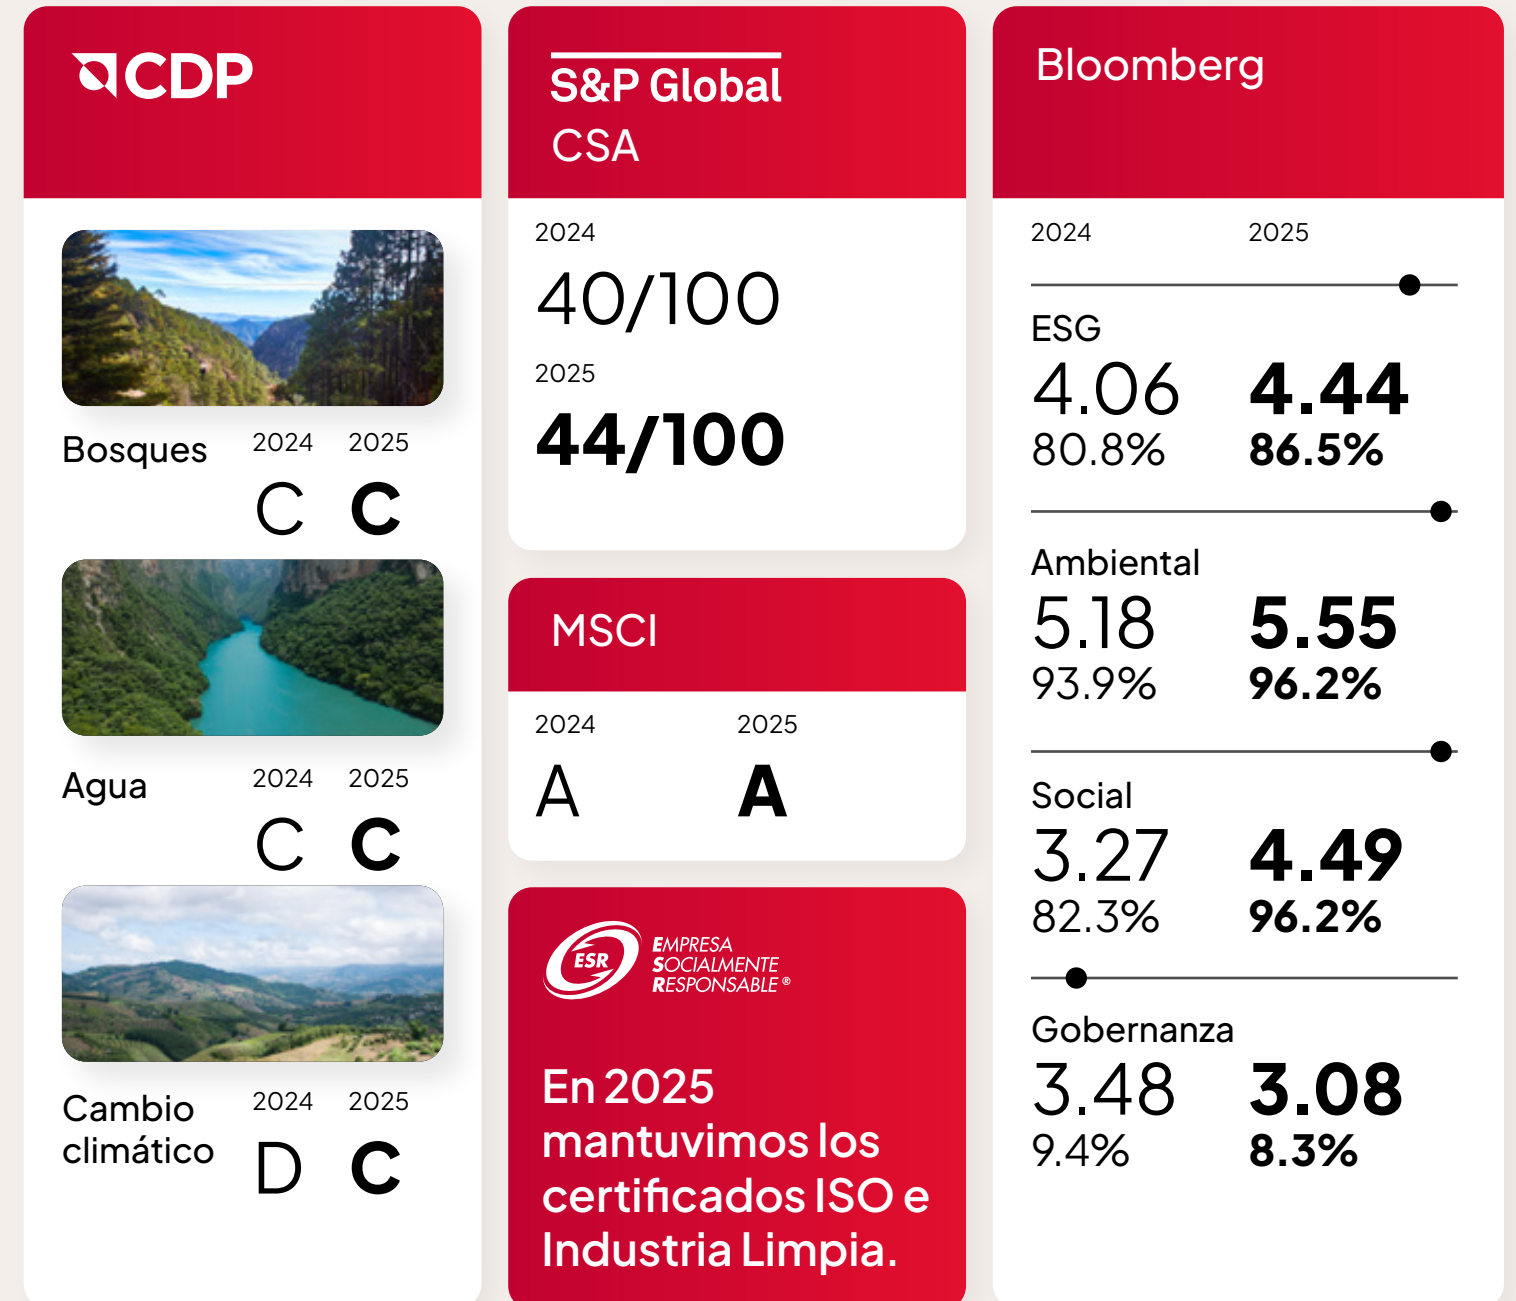 CDP
Bosques 2024 2025
C C
Agua 2024 2025
C C
Cambio climático 2024 2025
D C
S&P Global
CSA
2024
40/100
2025
44/100
MSCI
2024 2025
A A
ESR
EMPRESA
SOCIALMENTE
RESPONSABLE ®
En 2025
mantuvimos los
certificados ISO e
Industria Limpia.
Bloomberg
2024 2025
ESG
4.06 4.44
80.8% 86.5%
Ambiental
5.18 5.55
93.9% 96.2%
Social
3.27 4.49
82.3% 96.2%
Gobernanza
3.48 3.08
9.4% 8.3%